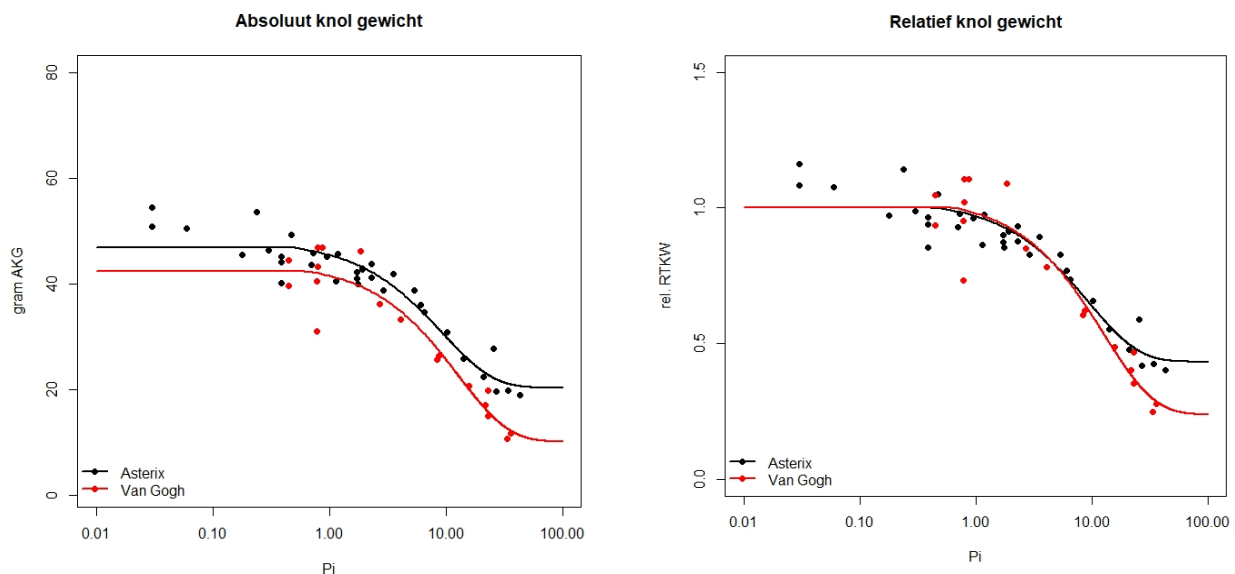 Absoluut knol gewicht
80
60
40
20
0
gram AKG
Asterix
Van Gogh
0.01 0.10 1.00 10.00 100.00
Pi
Relatief knol gewicht
1.5
1.0
0.5
0.0
rel. RTKW
Asterix
Van Gogh
0.01 0.10 1.00 10.00 100.00
Pi